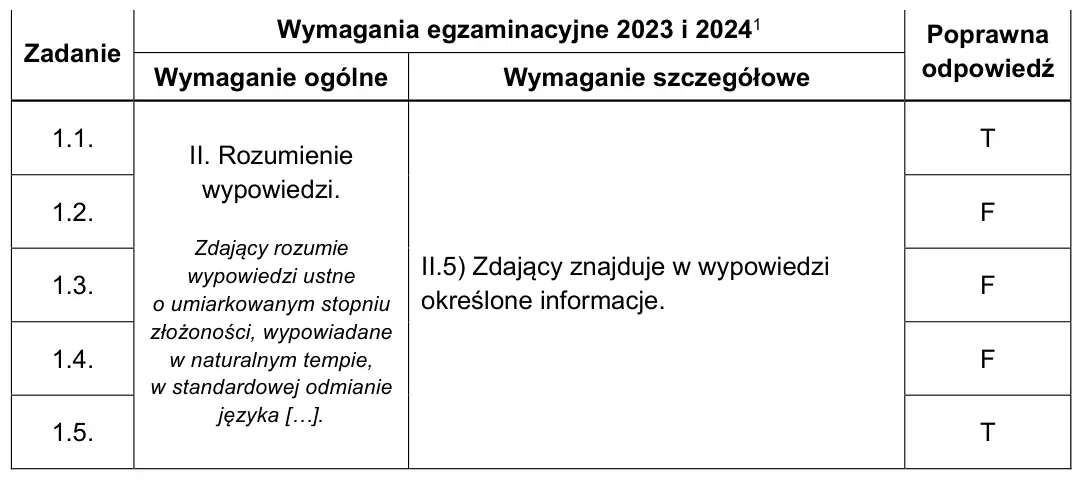 Zadanie
Wymagania egzaminacyjne 2023 i 2024¹
Poprawna
odpowiedź
Wymaganie ogólne
Wymaganie szczegółowe
1.1.
II. Rozumienie
wypowiedzi.
Zdający rozumie
wypowiedzi ustne
o umiarkowanym stopniu
złożoności, wypowiadane
w naturalnym tempie,
w standardowej odmianie
języka […].
II.5) Zdający znajduje w wypowiedzi
określone informacje.
T
1.2.
F
1.3.
F
1.4.
F
1.5.
T